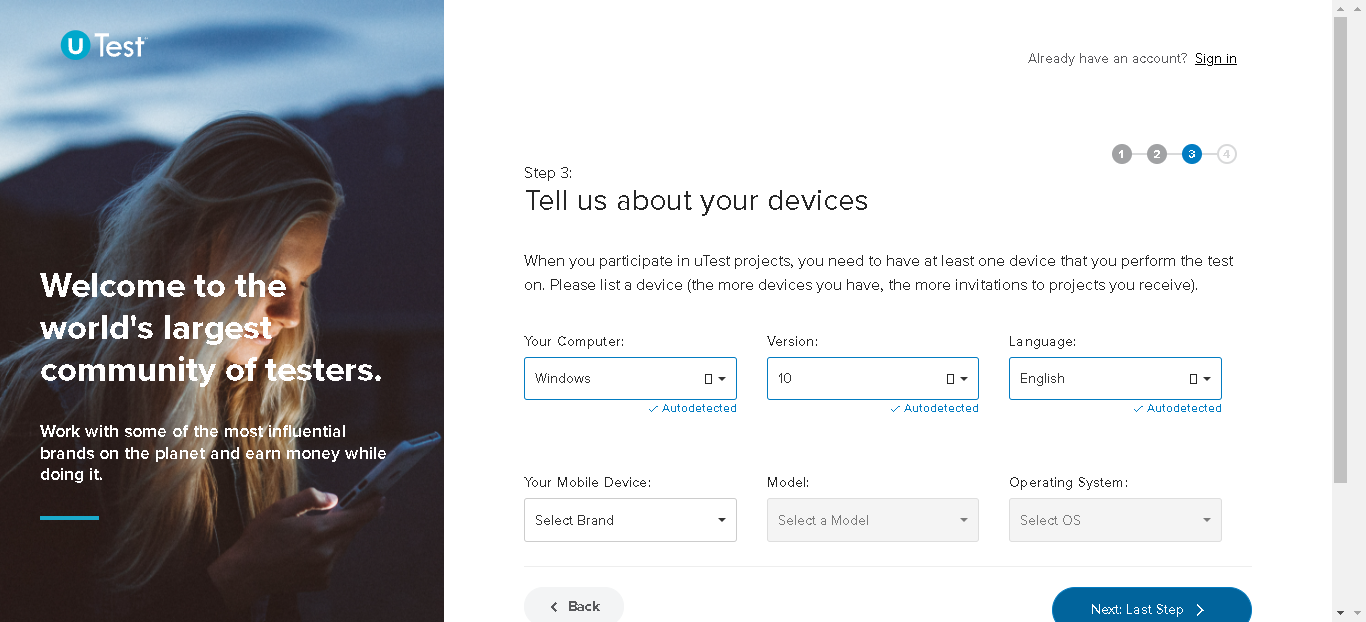 u Test
Already have an account? Sign in
1 2 3 4
Step 3:
Tell us about your devices
When you participate in uTest projects, you need to have at least one device that you perform the test
on. Please list a device (the more devices you have, the more invitations to projects you receive).
Welcome to the
world's largest
community of testers.
Work with some of the most influential
brands on the planet and earn money while
doing it.
Your Computer: Version: Language:
Windows 10 English
Autodetected Autodetected Autodetected
Your Mobile Device: Model: Operating System:
Select Brand Select a Model Select OS
Back Next: Last Step